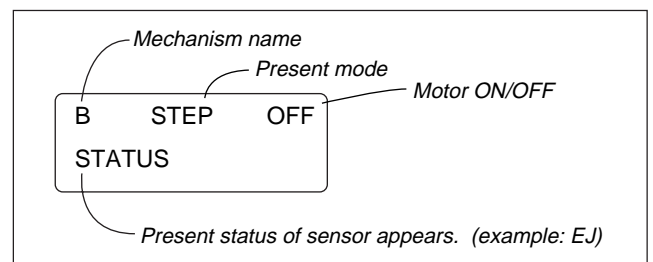 Mechanism name
Present mode
Motor ON/OFF
B STEP OFF
STATUS
Present status of sensor appears. (example: EJ)